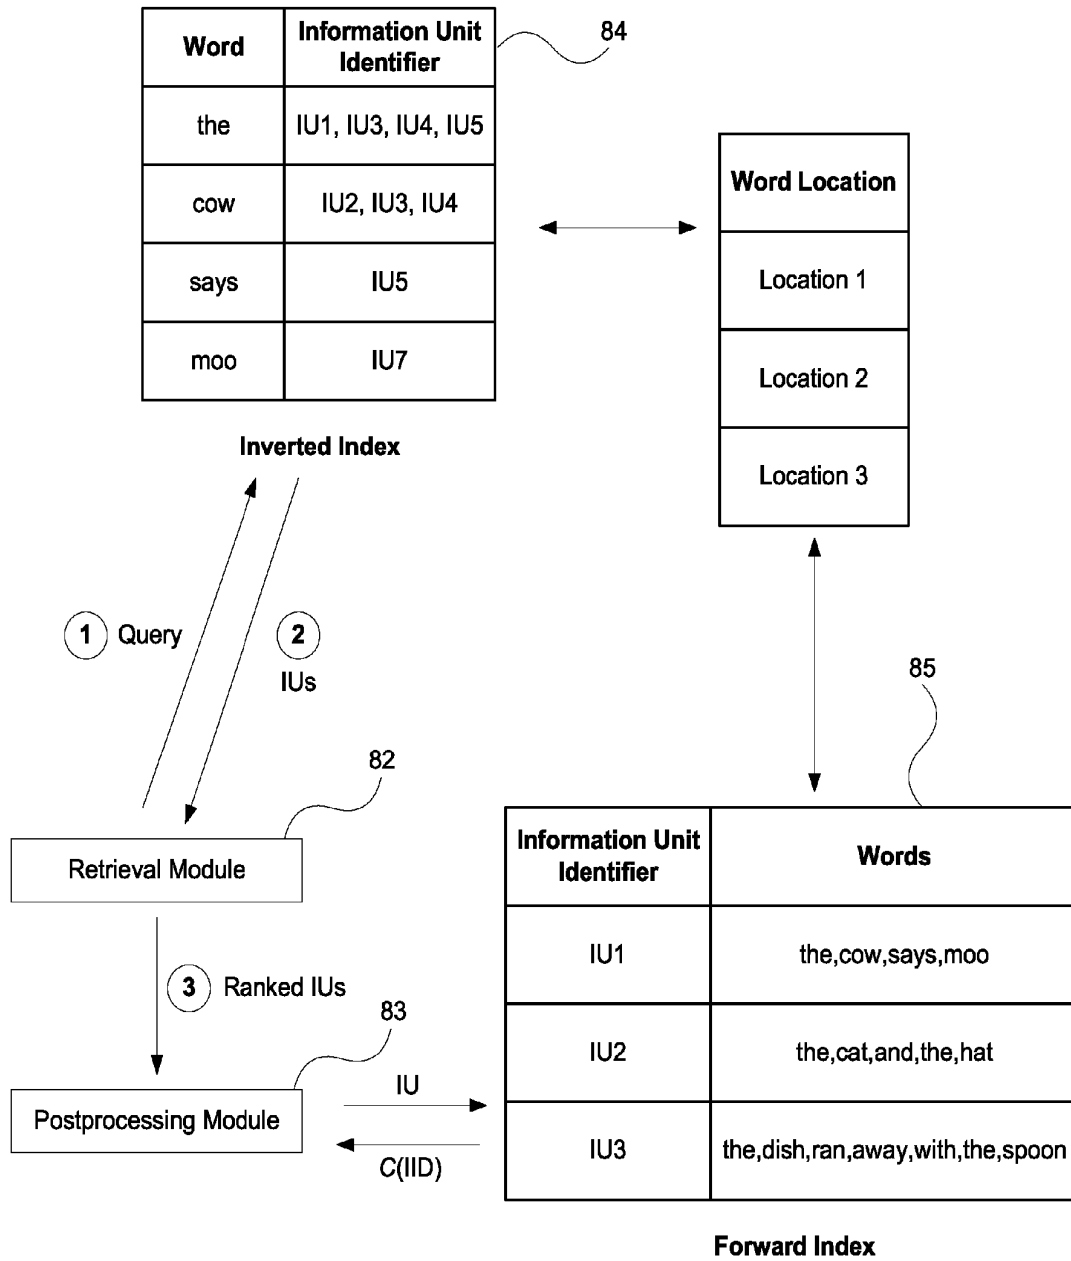 Word
Information Unit
Identifier
84
the
IU1, IU3, IU4, IU5
cow
IU2, IU3, IU4
says
IU5
moo
IU7
Inverted Index
Word Location
Location 1
Location 2
Location 3
1 Query
2
IUs
82
Retrieval Module
3 Ranked IUs
83
Postprocessing Module
IU
C(IID)
85
Information Unit
Identifier
Words
IU1
the,cow,says,moo
IU2
the,cat,and,the,hat
IU3
the,dish,ran,away,with,the,spoon
Forward Index